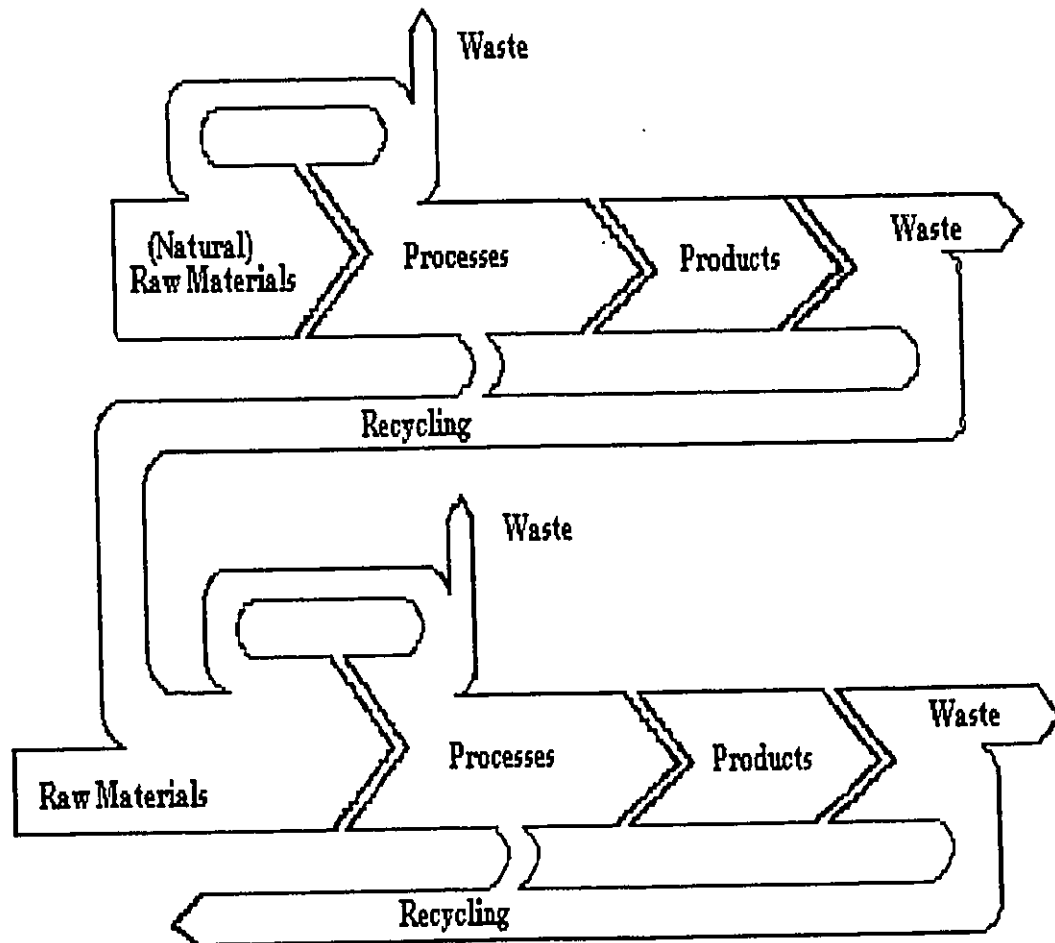 Waste
(Natural)
Raw Materials
Processes
Products
Waste
Recycling
Waste
Raw Materials
Processes
Products
Waste
Recycling